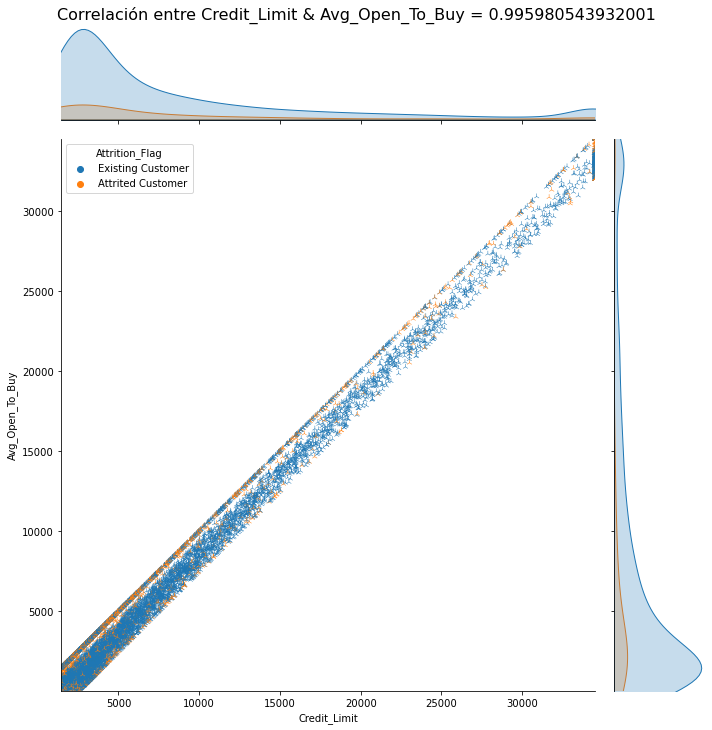 Correlación entre Credit_Limit & Avg_Open_To_Buy = 0.995980543932001
Attrition_Flag
Existing Customer
Attrited Customer
30000
25000
20000
15000
10000
5000
Avg_Open_To_Buy
5000 10000 15000 20000 25000 30000
Credit_Limit